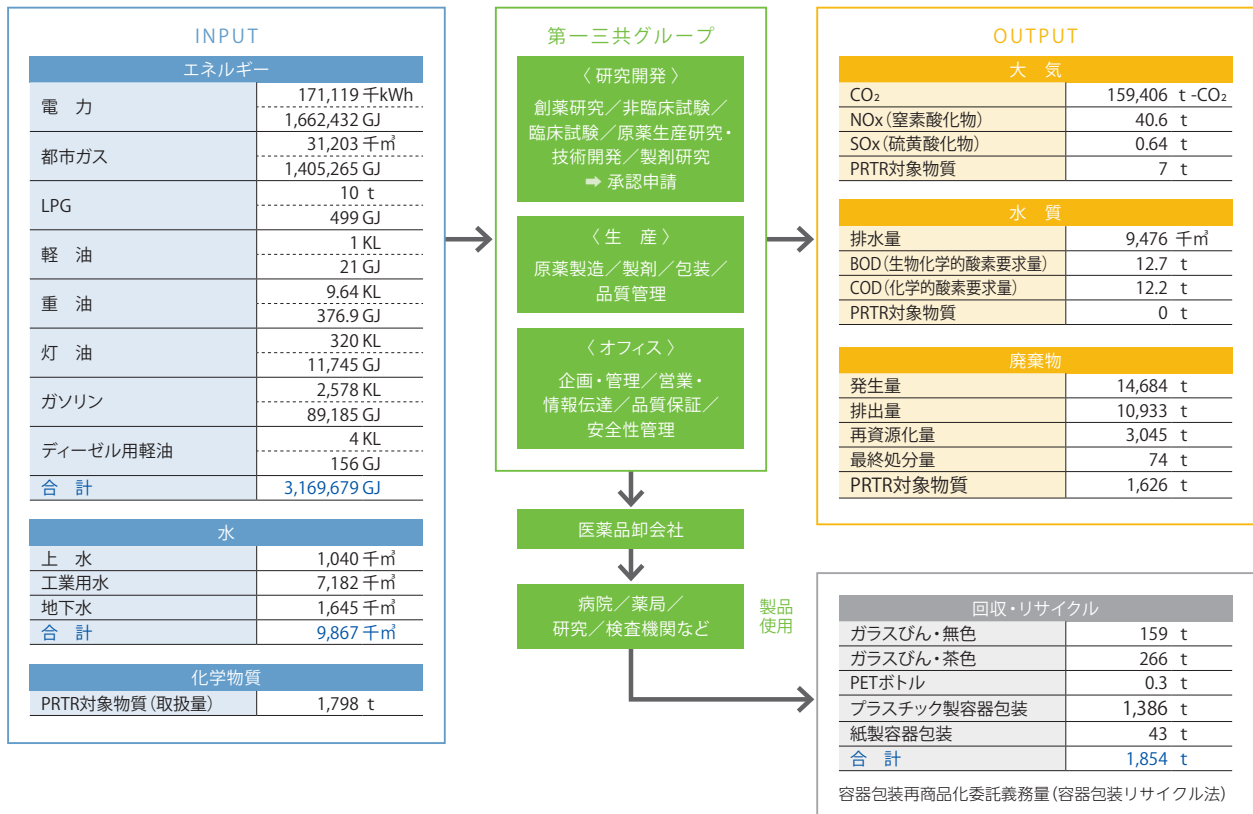 INPUT
エネルギー
電 力
171,119 千kWh
1,662,432 GJ
都市ガス
31,203 千㎥
1,405,265 GJ
LPG
10 t
499 GJ
軽 油
1 KL
21 GJ
重 油
9.64 KL
376.9 GJ
灯 油
320 KL
11,745 GJ
ガソリン
2,578 KL
89,185 GJ
ディーゼル用軽油
4 KL
156 GJ
合 計 3,169,679 GJ
水
上 水 1,040 千㎥
工業用水 7,182 千㎥
地下水 1,645 千㎥
合 計 9,867 千㎥
化学物質
PRTR対象物質(取扱量) 1,798 t
第一三共グループ
〈 研究開発 〉
創薬研究／非臨床試験／
臨床試験／原薬生産研究・
技術開発／製剤研究
➡ 承認申請
〈 生 産 〉
原薬製造／製剤／包装／
品質管理
〈 オフィス 〉
企画・管理／営業・
情報伝達／品質保証／
安全性管理
医薬品卸会社
病院／薬局／
研究／検査機関など
製品
使用
OUTPUT
大 気
CO₂ 159,406 t -CO₂
NOx(窒素酸化物) 40.6 t
SOx(硫黄酸化物) 0.64 t
PRTR対象物質 7 t
水 質
排水量 9,476 千㎥
BOD(生物化学的酸素要求量) 12.7 t
COD(化学的酸素要求量) 12.2 t
PRTR対象物質 0 t
廃棄物
発生量 14,684 t
排出量 10,933 t
再資源化量 3,045 t
最終処分量 74 t
PRTR対象物質 1,626 t
回収・リサイクル
ガラスびん・無色 159 t
ガラスびん・茶色 266 t
PETボトル 0.3 t
プラスチック製容器包装 1,386 t
紙製容器包装 43 t
合 計 1,854 t
容器包装再商品化委託義務量(容器包装リサイクル法)